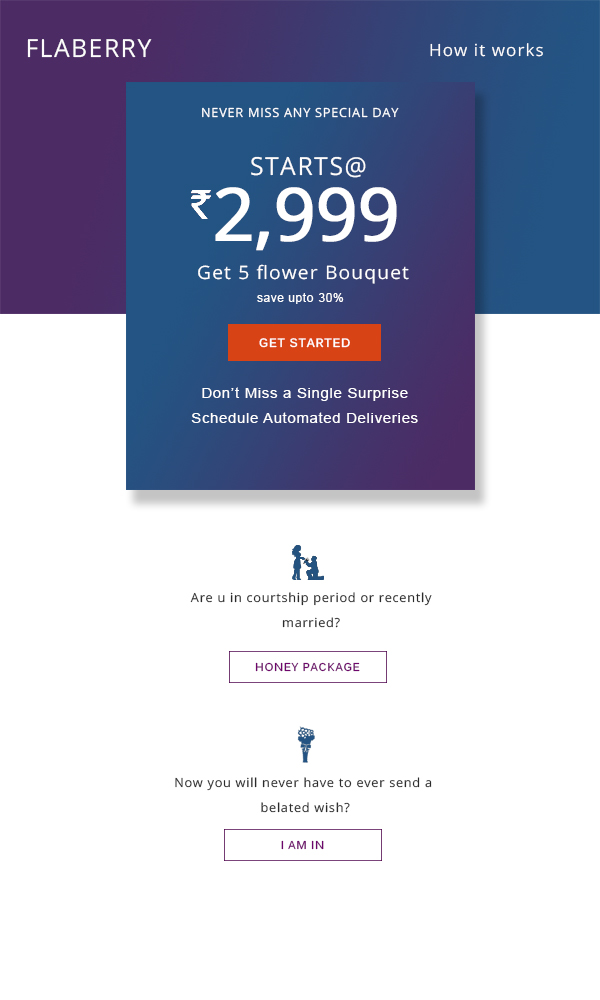 FLABERRY
How it works
NEVER MISS ANY SPECIAL DAY
STARTS@
₹2,999
Get 5 flower Bouquet
save upto 30%
GET STARTED
Don’t Miss a Single Surprise
Schedule Automated Deliveries
Are u in courtship period or recently
married?
HONEY PACKAGE
Now you will never have to ever send a
belated wish?
I AM IN